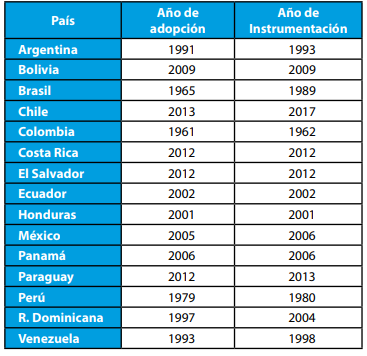 País Año de adopción Año de Instrumentación
Argentina 1991 1993
Bolivia 2009 2009
Brasil 1965 1989
Chile 2013 2017
Colombia 1961 1962
Costa Rica 2012 2012
El Salvador 2012 2012
Ecuador 2002 2002
Honduras 2001 2001
México 2005 2006
Panamá 2006 2006
Paraguay 2012 2013
Perú 1979 1980
R. Dominicana 1997 2004
Venezuela 1993 1998